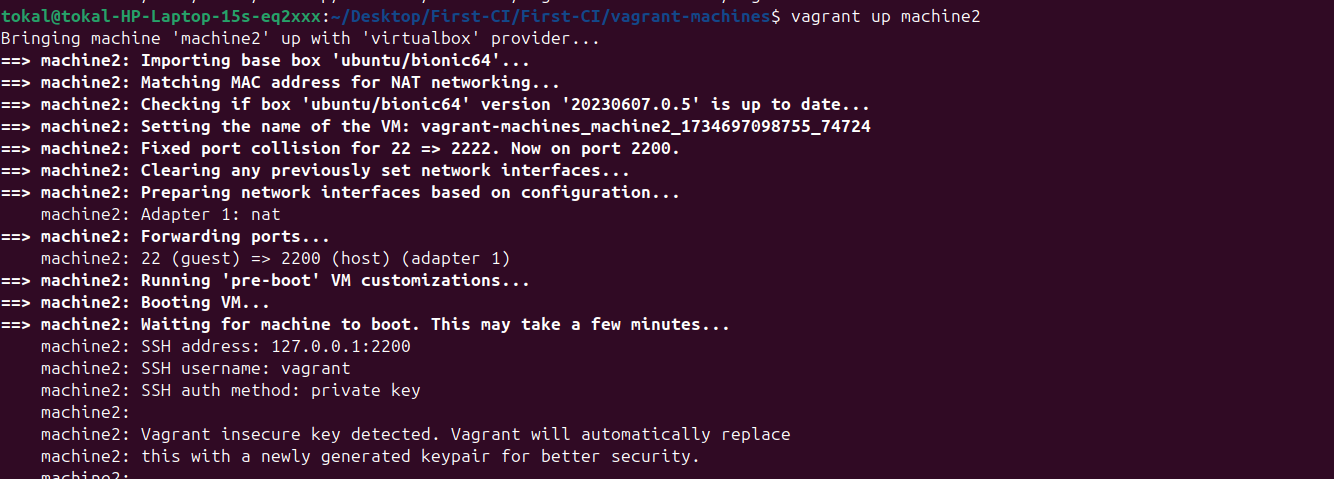 tokal@tokal-HP-Laptop-15s-eq2xxx:~/Desktop/First-CI/First-CI/vagrant-machines$ vagrant up machine2
Bringing machine 'machine2' up with 'virtualbox' provider...
==> machine2: Importing base box 'ubuntu/bionic64'...
==> machine2: Matching MAC address for NAT networking...
==> machine2: Checking if box 'ubuntu/bionic64' version '20230607.0.5' is up to date...
==> machine2: Setting the name of the VM: vagrant-machines_machine2_1734697098755_74724
==> machine2: Fixed port collision for 22 => 2222. Now on port 2200.
==> machine2: Clearing any previously set network interfaces...
==> machine2: Preparing network interfaces based on configuration...
    machine2: Adapter 1: nat
==> machine2: Forwarding ports...
    machine2: 22 (guest) => 2200 (host) (adapter 1)
==> machine2: Running 'pre-boot' VM customizations...
==> machine2: Booting VM...
==> machine2: Waiting for machine to boot. This may take a few minutes...
    machine2: SSH address: 127.0.0.1:2200
    machine2: SSH username: vagrant
    machine2: SSH auth method: private key
    machine2:
    machine2: Vagrant insecure key detected. Vagrant will automatically replace
    machine2: this with a newly generated keypair for better security.
    machine2: